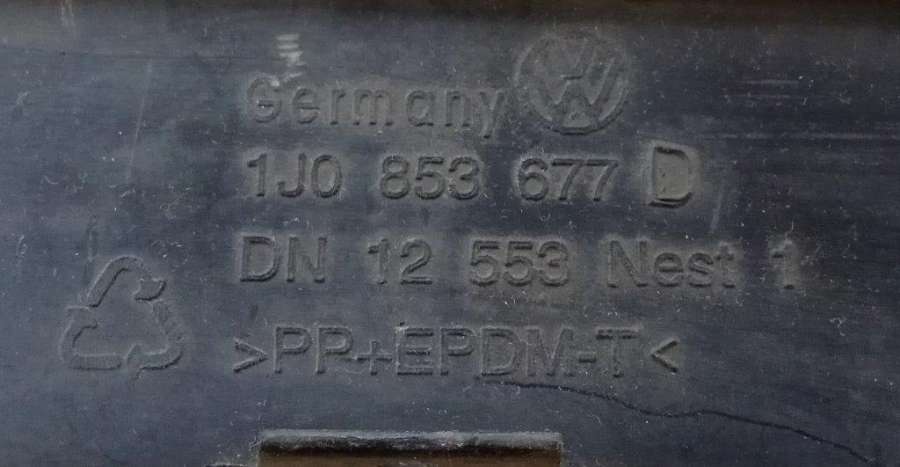 Germany
1J0 853 677 D
DN 12 553 Nest 1
>PP+EPDM-T<